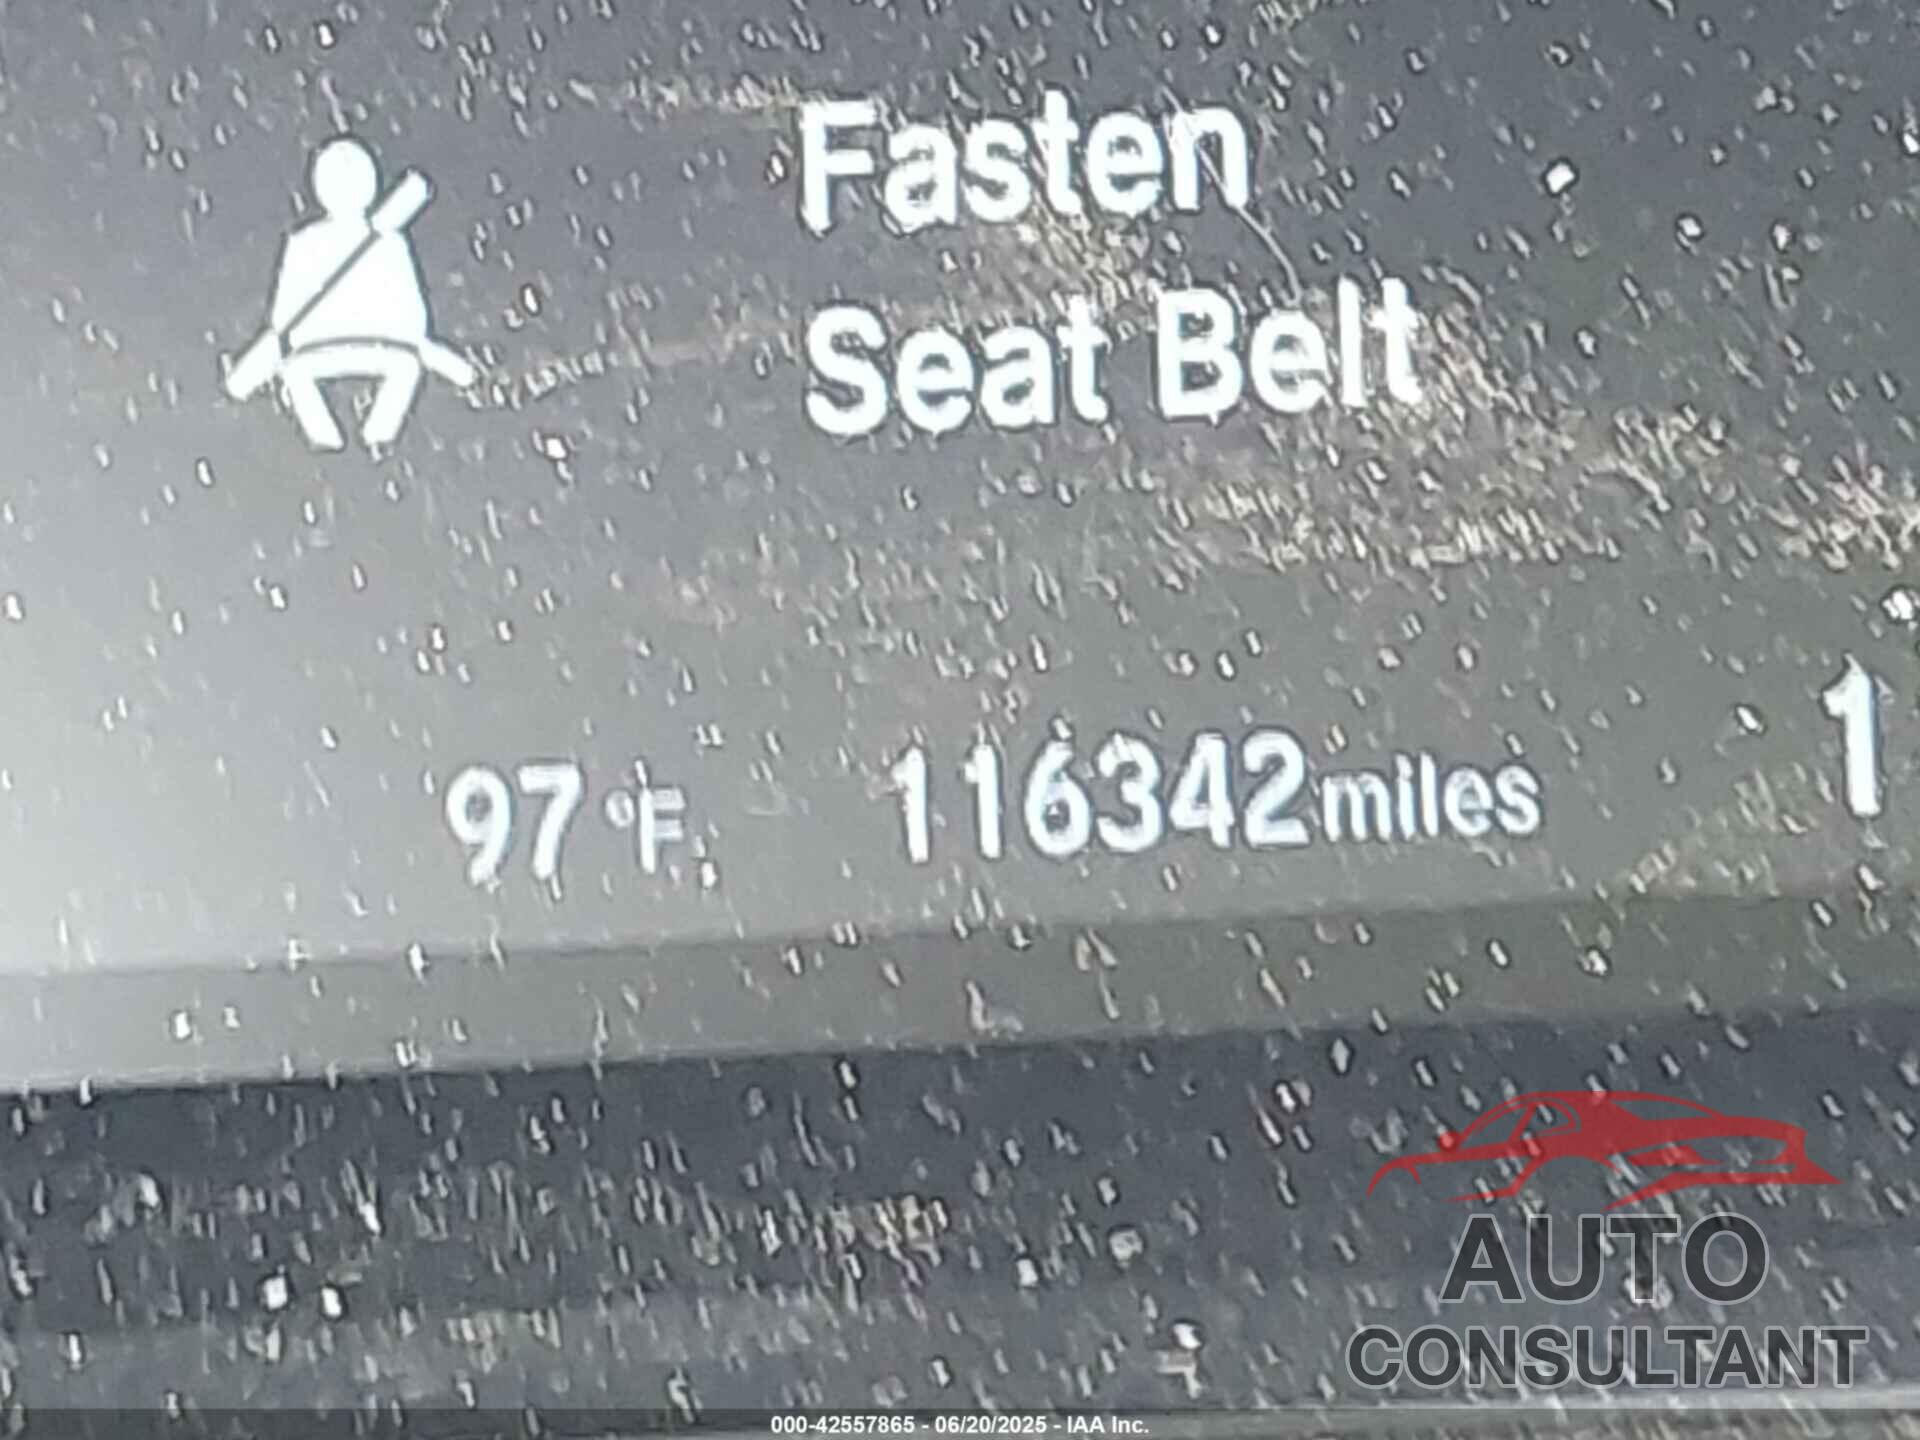 Fasten
Seat Belt
97 °F 116342 miles 1
AUTO
CONSULTANT
000-42557865 - 06/20/2025 - IAA Inc.